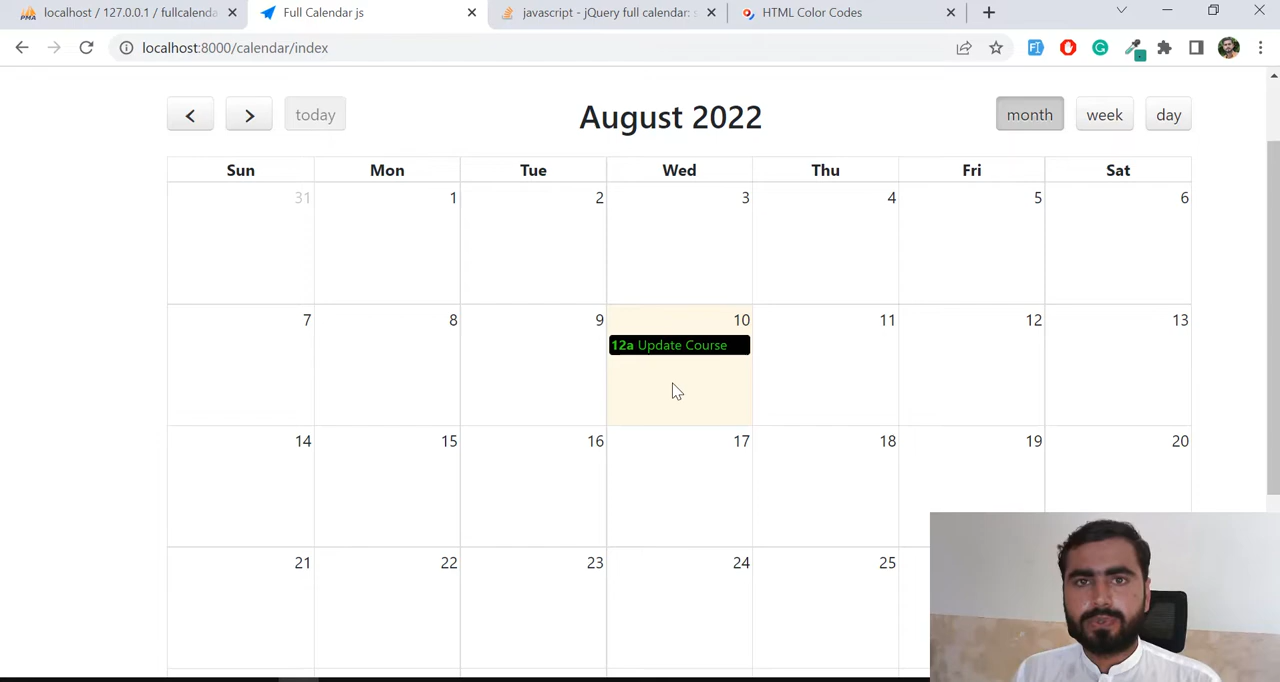 localhost / 127.0.0.1 / fullcalenda
Full Calendar js
javascript - jQuery full calendar: s
HTML Color Codes
localhost:8000/calendar/index
today
August 2022
month
week
day
Sun Mon Tue Wed Thu Fri Sat
31 1 2 3 4 5 6
7 8 9 10 11 12 13
12a Update Course
14 15 16 17 18 19 20
21 22 23 24 25